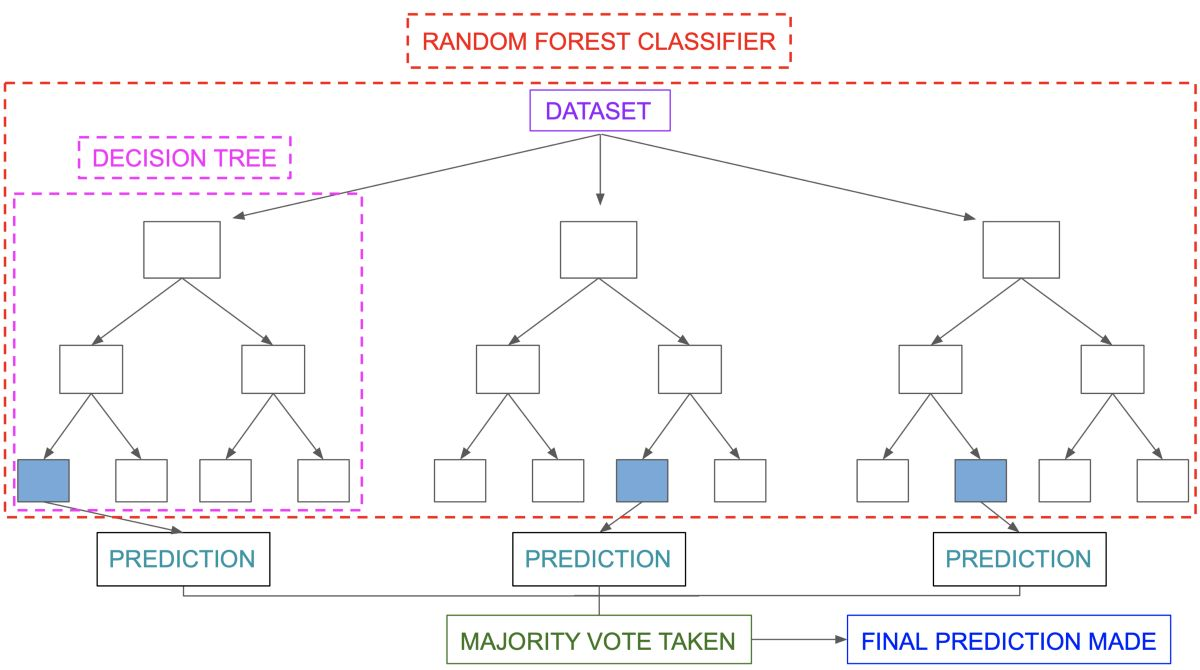 RANDOM FOREST CLASSIFIER
DATASET
DECISION TREE
PREDICTION
PREDICTION
PREDICTION
MAJORITY VOTE TAKEN
FINAL PREDICTION MADE